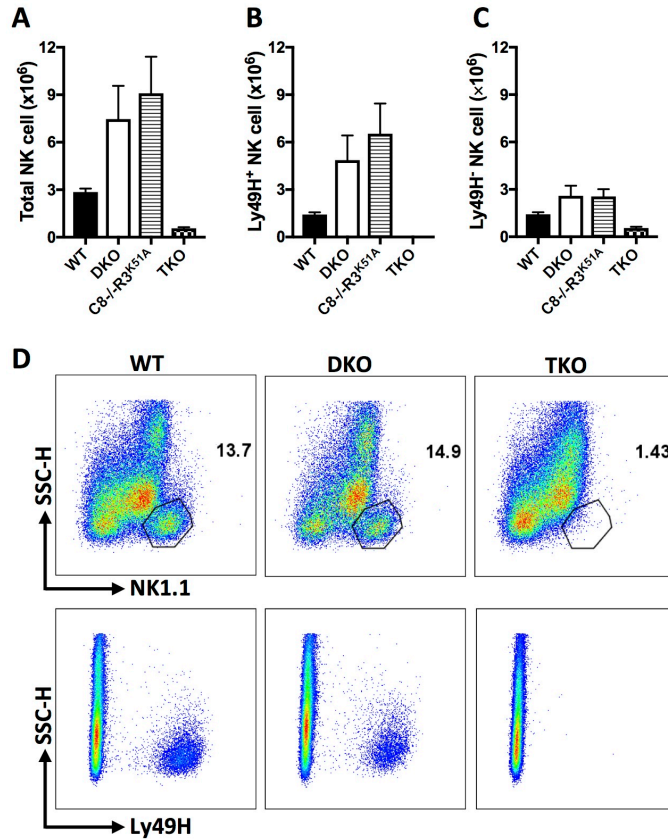 A
Total NK cell (x10⁶)
12
9
6
3
0
WT
DKO
C8-/-R3ᴷ⁵¹ᴬ
TKO
B
Ly49H⁺ NK cell (x10⁶)
12
9
6
3
0
WT
DKO
C8-/-R3ᴷ⁵¹ᴬ
TKO
C
Ly49H⁻ NK cell (×10⁶)
12
9
6
3
0
WT
DKO
C8-/-R3ᴷ⁵¹ᴬ
TKO
D
WT
DKO
TKO
13.7
14.9
1.43
SSC-H
NK1.1
SSC-H
Ly49H